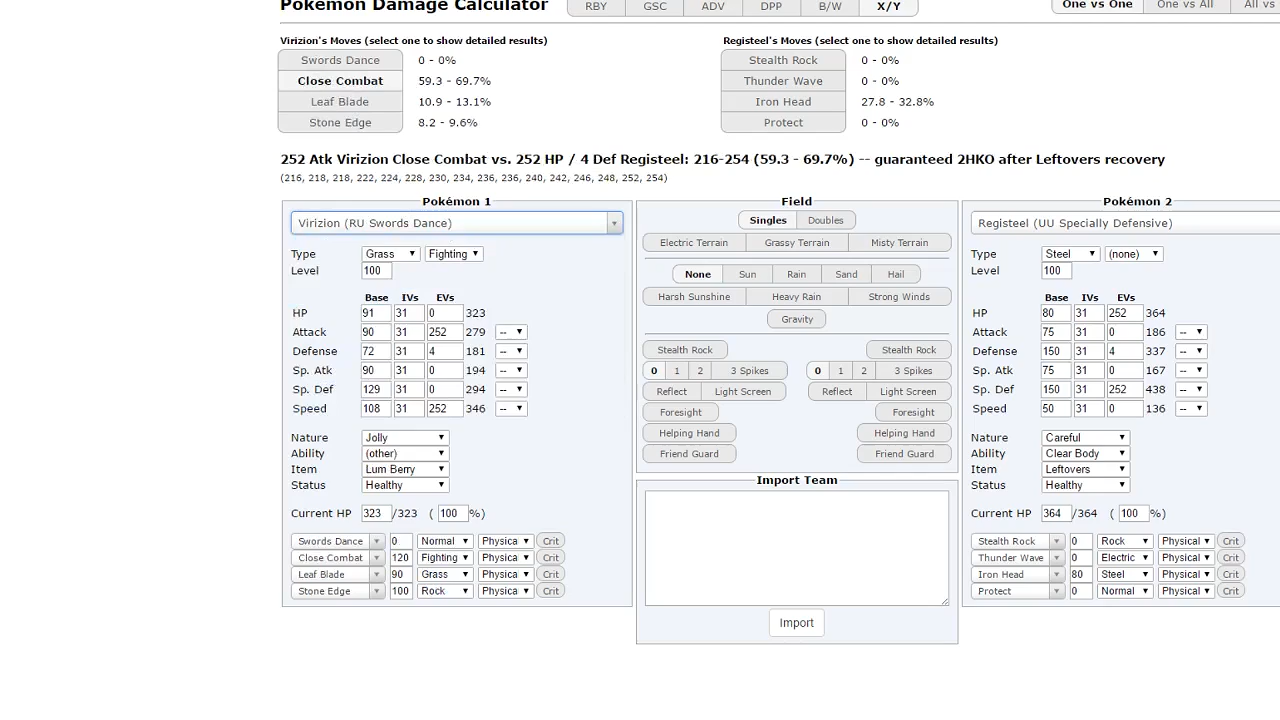 Pokémon Damage Calculator RBY GSC ADV DPP B/W X/Y One vs One One vs All All vs
Virizion's Moves (select one to show detailed results) Registeel's Moves (select one to show detailed results)
Swords Dance 0 - 0% Stealth Rock 0 - 0%
Close Combat 59.3 - 69.7% Thunder Wave 0 - 0%
Leaf Blade 10.9 - 13.1% Iron Head 27.8 - 32.8%
Stone Edge 8.2 - 9.6% Protect 0 - 0%
252 Atk Virizion Close Combat vs. 252 HP / 4 Def Registeel: 216-254 (59.3 - 69.7%) -- guaranteed 2HKO after Leftovers recovery
(216, 218, 218, 222, 224, 228, 230, 234, 236, 236, 240, 242, 246, 248, 252, 254)
Pokémon 1
Virizion (RU Swords Dance)
Type Grass Fighting
Level 100
Base IVs EVs
HP 91 31 0 323
Attack 90 31 252 279 --
Defense 72 31 4 181 --
Sp. Atk 90 31 0 194 --
Sp. Def 129 31 0 294 --
Speed 108 31 252 346 --
Nature Jolly
Ability (other)
Item Lum Berry
Status Healthy
Current HP 323 /323 ( 100 %)
Swords Dance 0 Normal Physica Crit
Close Combat 120 Fighting Physica Crit
Leaf Blade 90 Grass Physica Crit
Stone Edge 100 Rock Physica Crit
Field
Singles Doubles
Electric Terrain Grassy Terrain Misty Terrain
None Sun Rain Sand Hail
Harsh Sunshine Heavy Rain Strong Winds
Gravity
Stealth Rock Stealth Rock
0 1 2 3 Spikes 0 1 2 3 Spikes
Reflect Light Screen Reflect Light Screen
Foresight Foresight
Helping Hand Helping Hand
Friend Guard Friend Guard
Import Team
Import
Pokémon 2
Registeel (UU Specially Defensive)
Type Steel (none)
Level 100
Base IVs EVs
HP 80 31 252 364
Attack 75 31 0 186 --
Defense 150 31 4 337 --
Sp. Atk 75 31 0 167 --
Sp. Def 150 31 252 438 --
Speed 50 31 0 136 --
Nature Careful
Ability Clear Body
Item Leftovers
Status Healthy
Current HP 364 /364 ( 100 %)
Stealth Rock 0 Rock Physical Crit
Thunder Wave 0 Electric Physical Crit
Iron Head 80 Steel Physical Crit
Protect 0 Normal Physical Crit